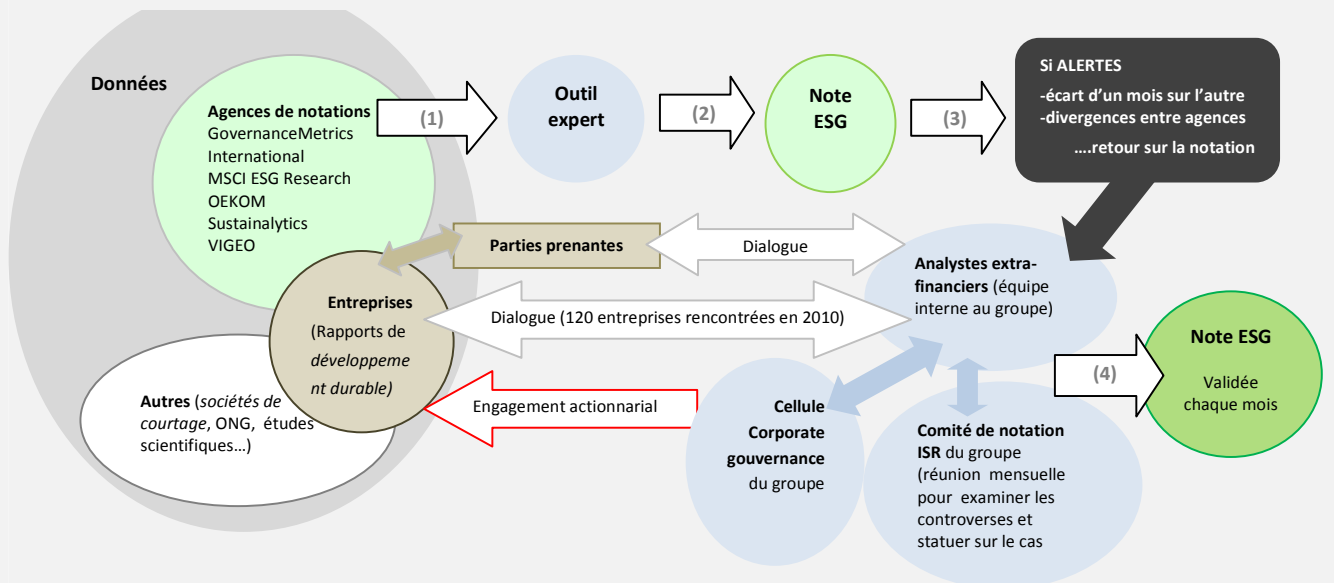 Données
Agences de notations
GovernanceMetrics
International
MSCI ESG Research
OEKOM
Sustainalytics
VIGEO
(1)
Outil
expert
(2)
Note
ESG
(3)
Si ALERTES
-écart d’un mois sur l’autre
-divergences entre agences
….retour sur la notation
Parties prenantes
Dialogue
Analystes extra-
financiers (équipe
interne au groupe)
Entreprises
(Rapports de
développeme
nt durable)
Dialogue (120 entreprises rencontrées en 2010)
Autres (sociétés de
courtage, ONG, études
scientifiques…)
Engagement actionnarial
Cellule
Corporate
gouvernance
du groupe
Comité de notation
ISR du groupe
(réunion mensuelle
pour examiner les
controverses et
statuer sur le cas
(4)
Note ESG
Validée
chaque mois